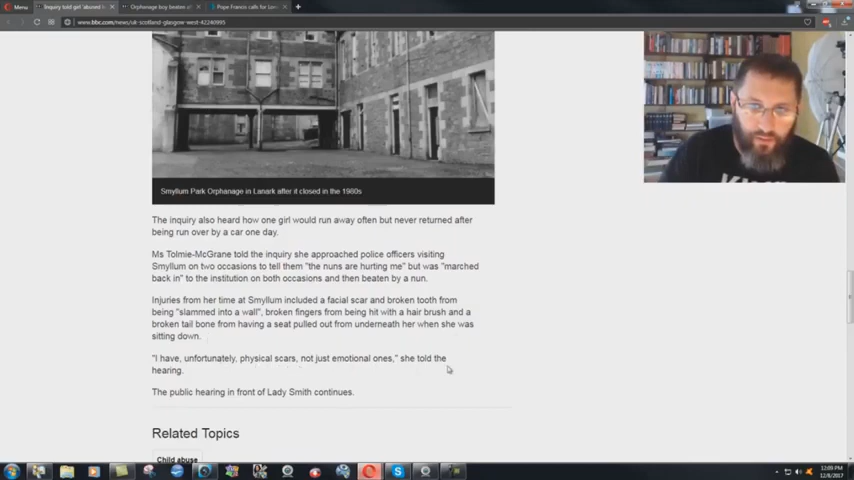 Menu
Inquiry told girl 'abused t
Orphanage boy beaten af
Pope Francis calls for
www.bbc.com/news/uk-scotland-glasgow-west-42240995
Smyllum Park Orphanage in Lanark after it closed in the 1980s
The inquiry also heard how one girl would run away often but never returned after
being run over by a car one day.
Ms Tolmie-McGrane told the inquiry she approached police officers visiting
Smyllum on two occasions to tell them "the nuns are hurting me" but was "marched
back in" to the institution on both occasions and then beaten by a nun.
Injuries from her time at Smyllum included a facial scar and broken tooth from
being "slammed into a wall", broken fingers from being hit with a hair brush and a
broken tail bone from having a seat pulled out from underneath her when she was
sitting down.
"I have, unfortunately, physical scars, not just emotional ones," she told the
hearing.
The public hearing in front of Lady Smith continues.
Related Topics
Child abuse
12:09 PM